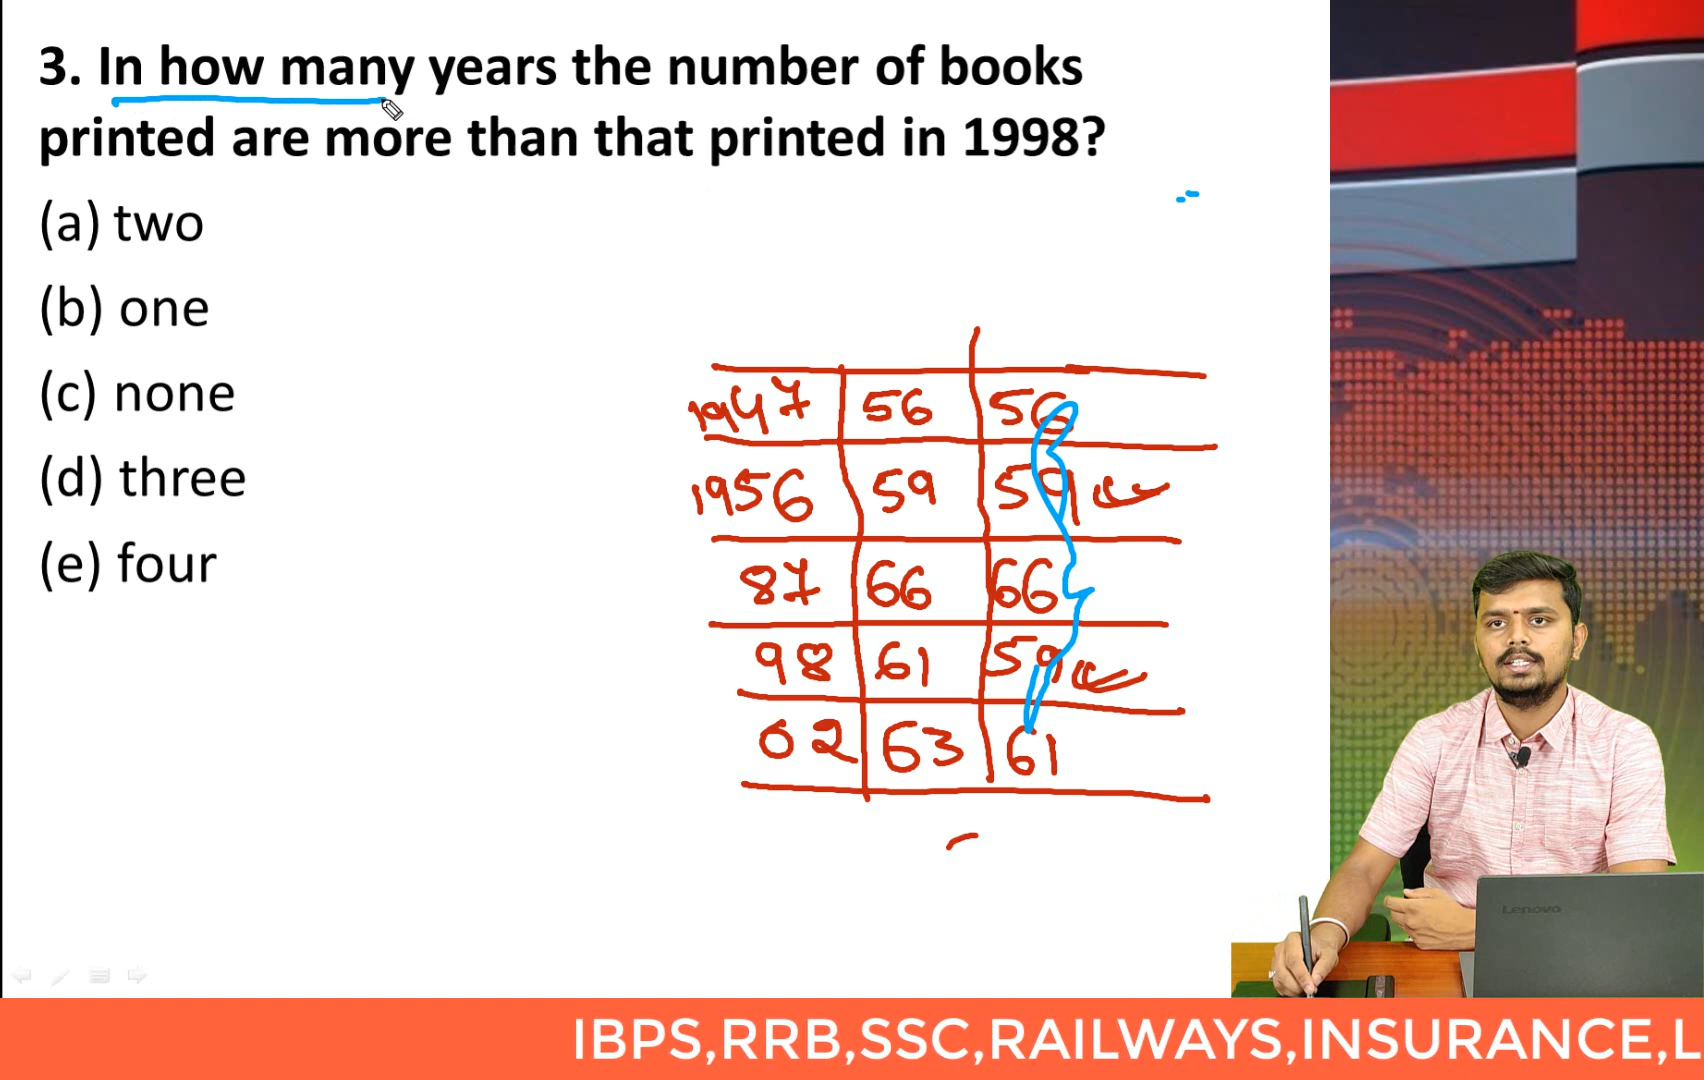 3. In how many years the number of books
printed are more than that printed in 1998?
(a) two
(b) one
(c) none
(d) three
(e) four
1947 56 56
1956 59 59
87 66 66
98 61 59
02 63 61
Lenovo
IBPS,RRB,SSC,RAILWAYS,INSURANCE,L